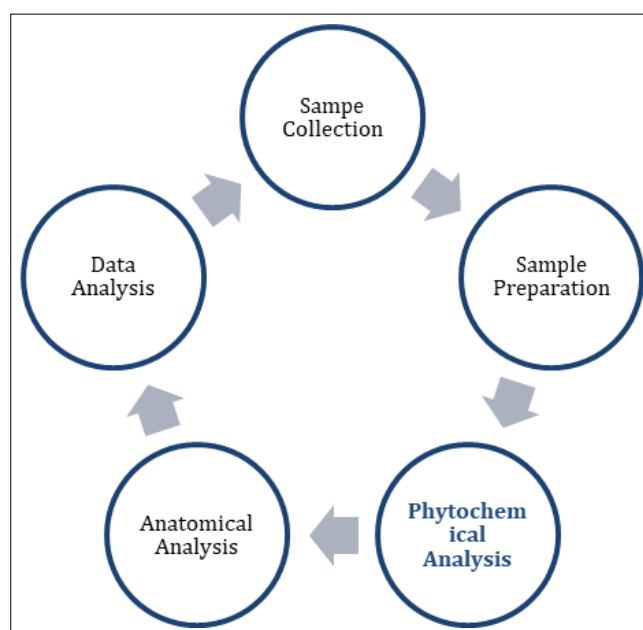 Sampe
Collection
Sample
Preparation
Phytochem
ical
Analysis
Anatomical
Analysis
Data
Analysis